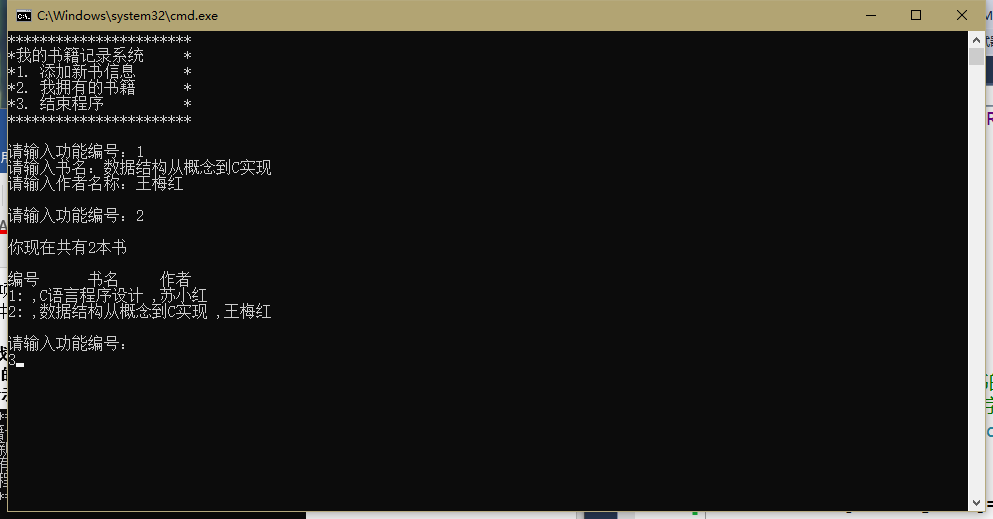 C:\Windows\system32\cmd.exe
***********************
*我的书籍记录系统     *
*1. 添加新书信息      *
*2. 我拥有的书籍      *
*3. 结束程序          *
***********************
请输入功能编号：1
请输入书名：数据结构从概念到C实现
请输入作者名称：王梅红
请输入功能编号：2
你现在共有2本书
编号      书名     作者
1: ,C语言程序设计 ,苏小红
2: ,数据结构从概念到C实现 ,王梅红
请输入功能编号：
3